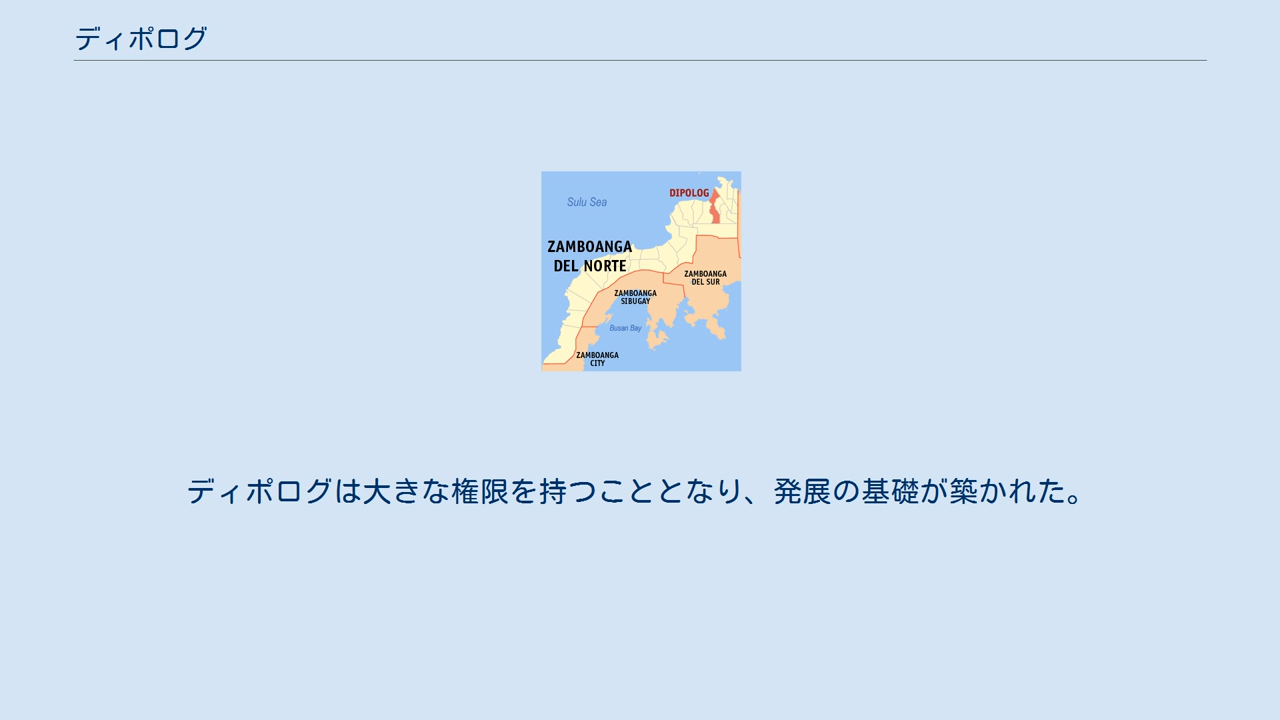 ディポログ
Sulu Sea
DIPOLOG
ZAMBOANGA
DEL NORTE
ZAMBOANGA
DEL SUR
ZAMBOANGA
SIBUGAY
Busan Bay
ZAMBOANGA
CITY
ディポログは大きな権限を持つこととなり、発展の基礎が築かれた。